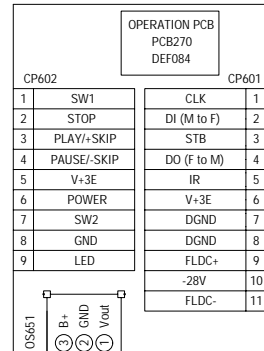 OPERATION PCB
PCB270
DEF084
CP602
1 SW1
2 STOP
3 PLAY/+SKIP
4 PAUSE/-SKIP
5 V+3E
6 POWER
7 SW2
8 GND
9 LED
CP601
CLK 1
DI (M to F) 2
STB 3
DO (F to M) 4
IR 5
V+3E 6
DGND 7
DGND 8
FLDC+ 9
-28V 10
FLDC- 11
OS651
3 B+
2 GND
1 Vout